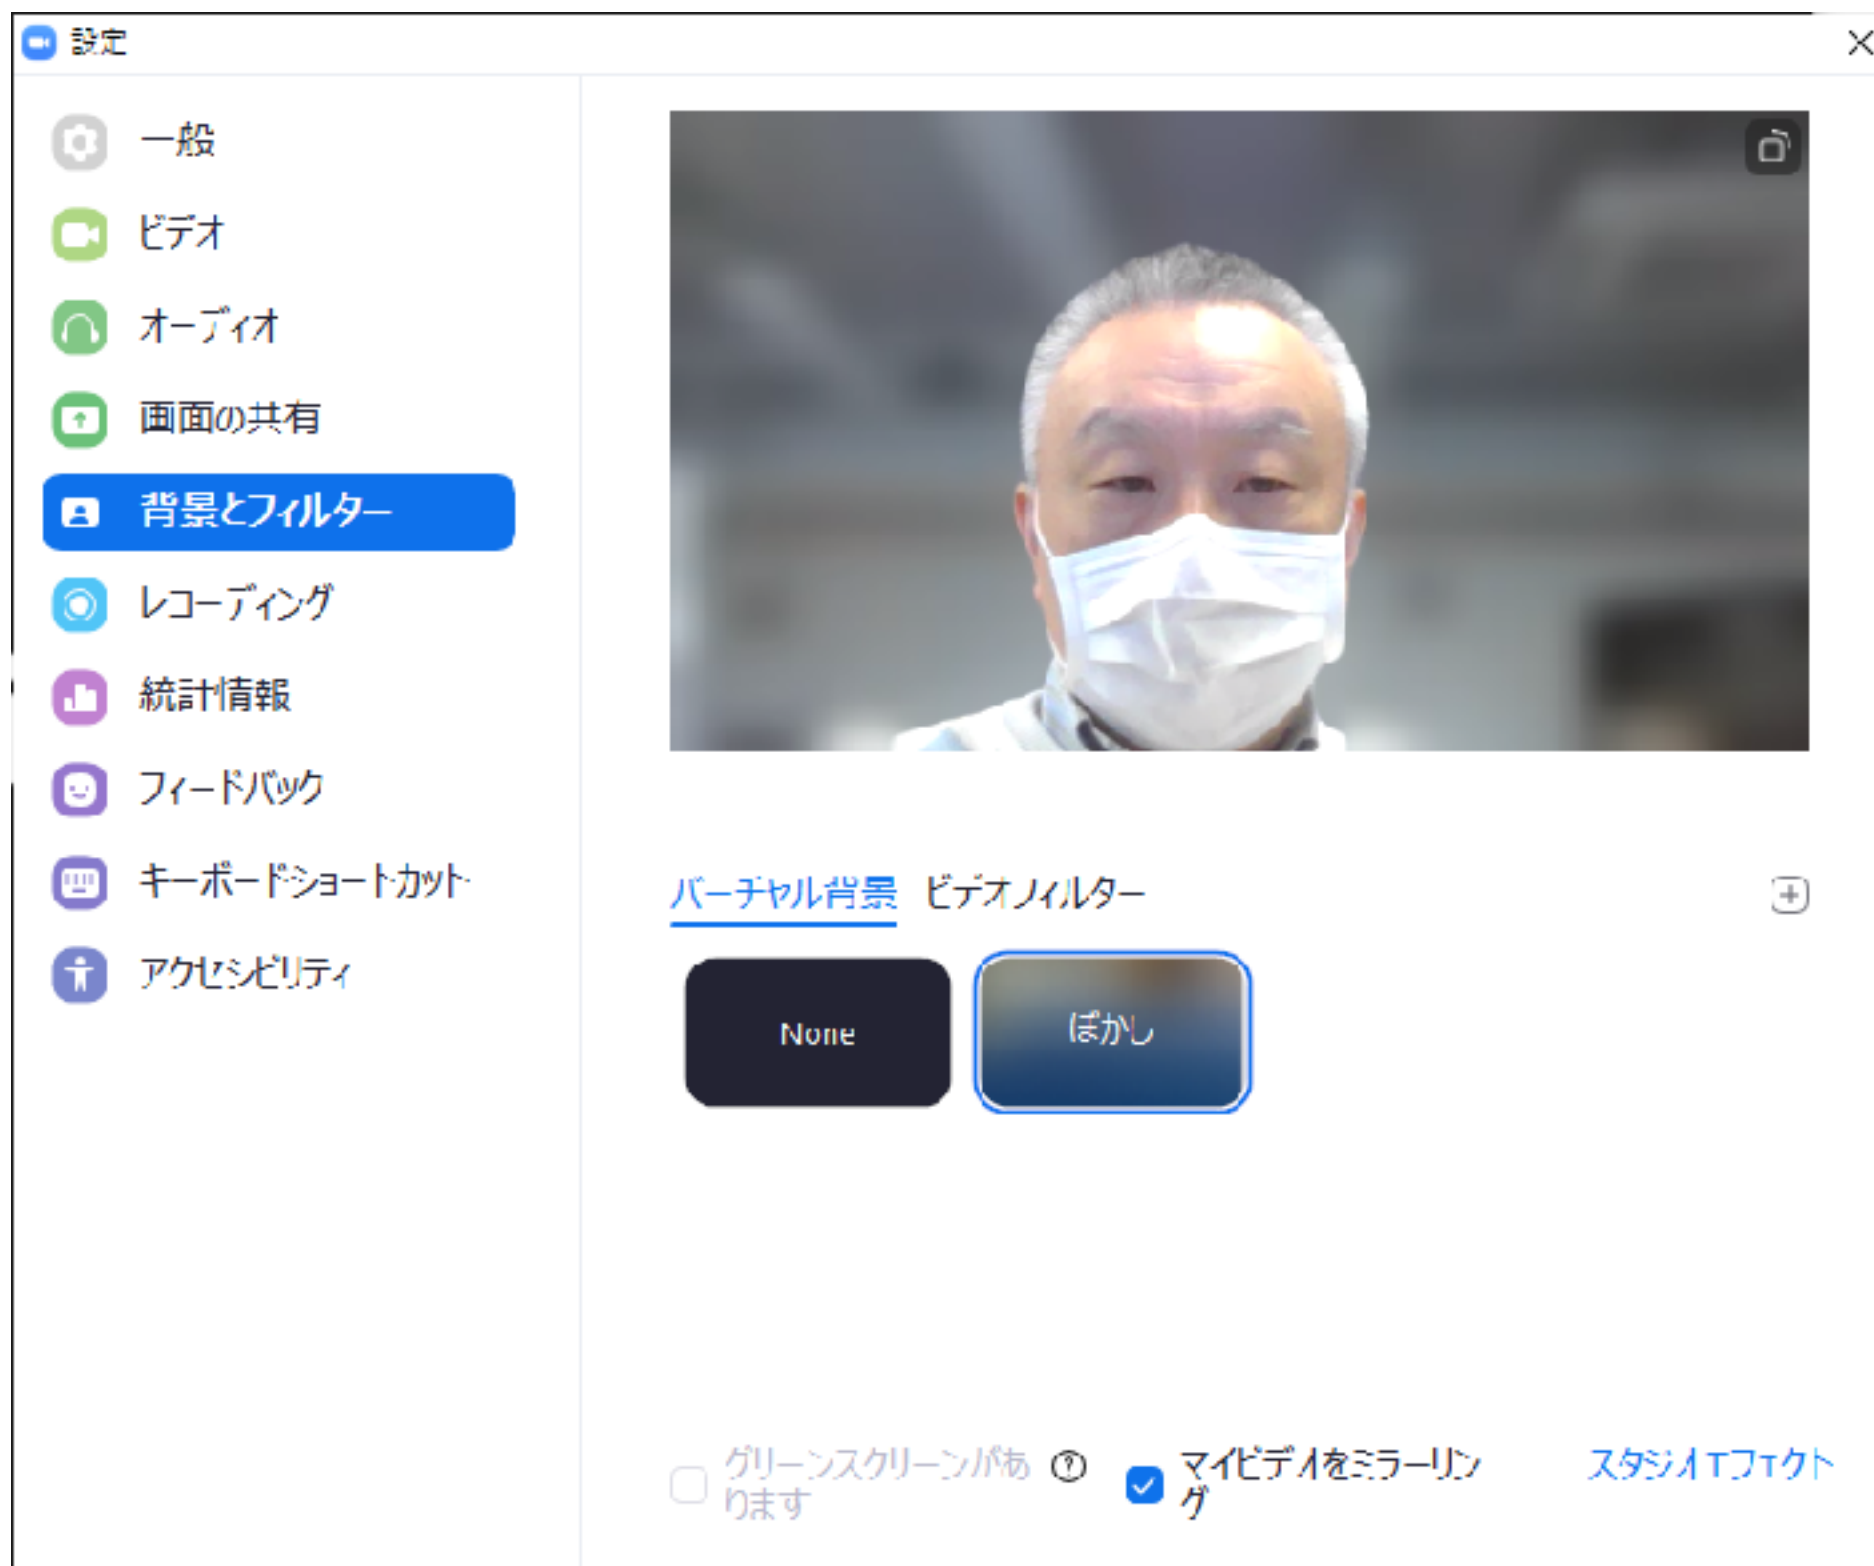 設定
一般
ビデオ
オーディオ
画面の共有
背景とフィルター
レコーディング
統計情報
フィードバック
キーボードショートカット
アクセシビリティ
バーチャル背景 ビデオフィルター
None
ぼかし
グリーンスクリーンがあ
ります
マイビデオをミラーリン
グ
スタジオエフェクト